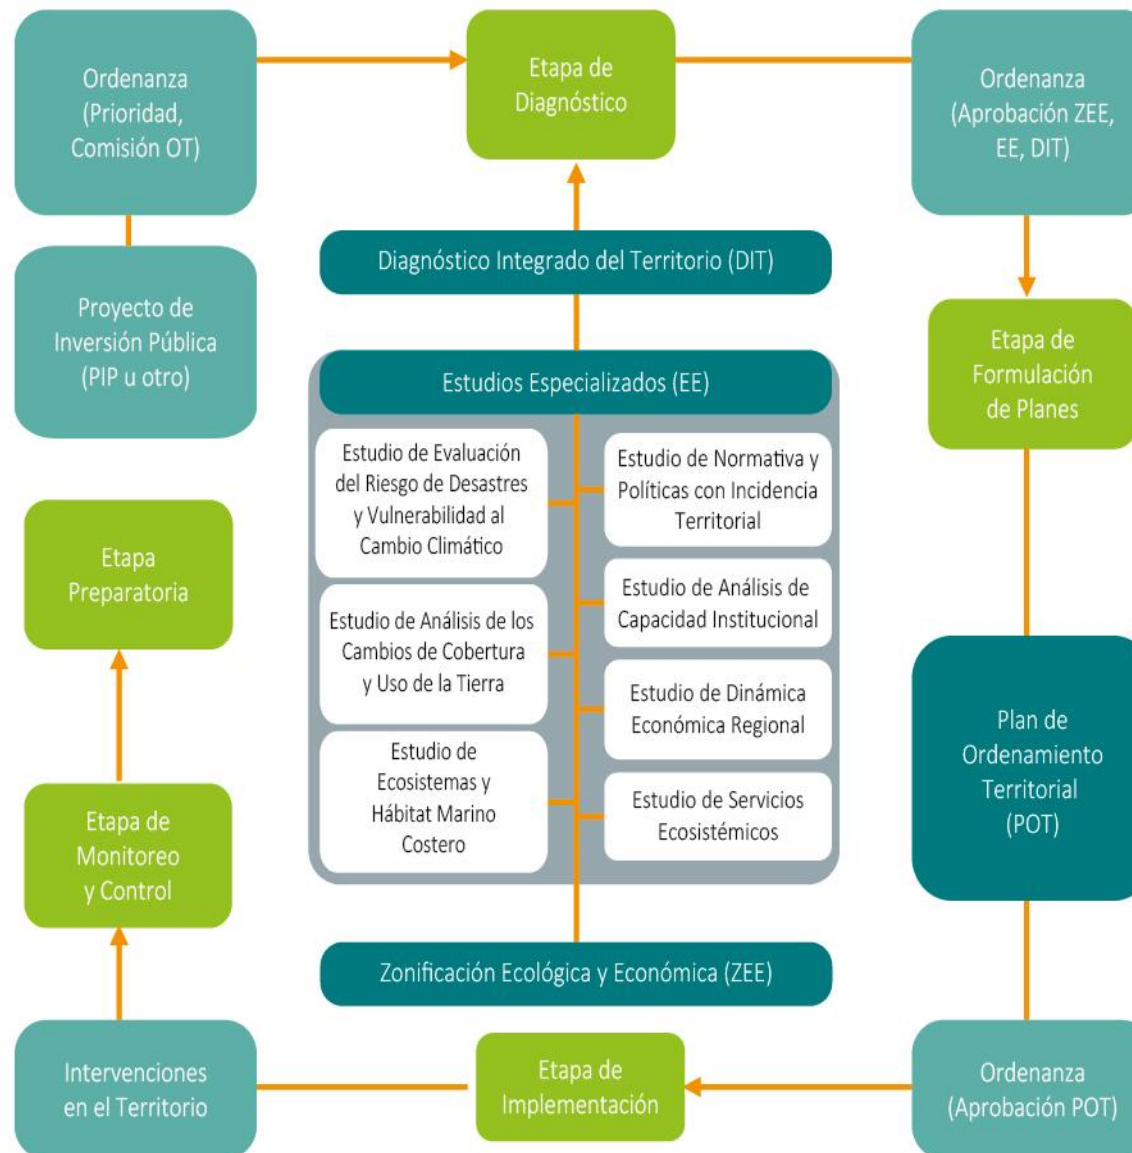 Ordenanza
(Prioridad,
Comisión OT)
Etapa de
Diagnóstico
Ordenanza
(Aprobación ZEE,
EE, DIT)
Proyecto de
Inversión Pública
(PIP u otro)
Diagnóstico Integrado del Territorio (DIT)
Etapa de
Formulación
de Planes
Estudios Especializados (EE)
Estudio de Evaluación
del Riesgo de Desastres
y Vulnerabilidad al
Cambio Climático
Estudio de Normativa y
Políticas con Incidencia
Territorial
Estudio de Análisis de los
Cambios de Cobertura
y Uso de la Tierra
Estudio de Análisis de
Capacidad Institucional
Estudio de Dinámica
Económica Regional
Estudio de
Ecosistemas y
Hábitat Marino
Costero
Estudio de Servicios
Ecosistémicos
Etapa
Preparatoria
Plan de
Ordenamiento
Territorial
(POT)
Etapa de
Monitoreo
y Control
Zonificación Ecológica y Económica (ZEE)
Intervenciones
en el Territorio
Etapa de
Implementación
Ordenanza
(Aprobación POT)